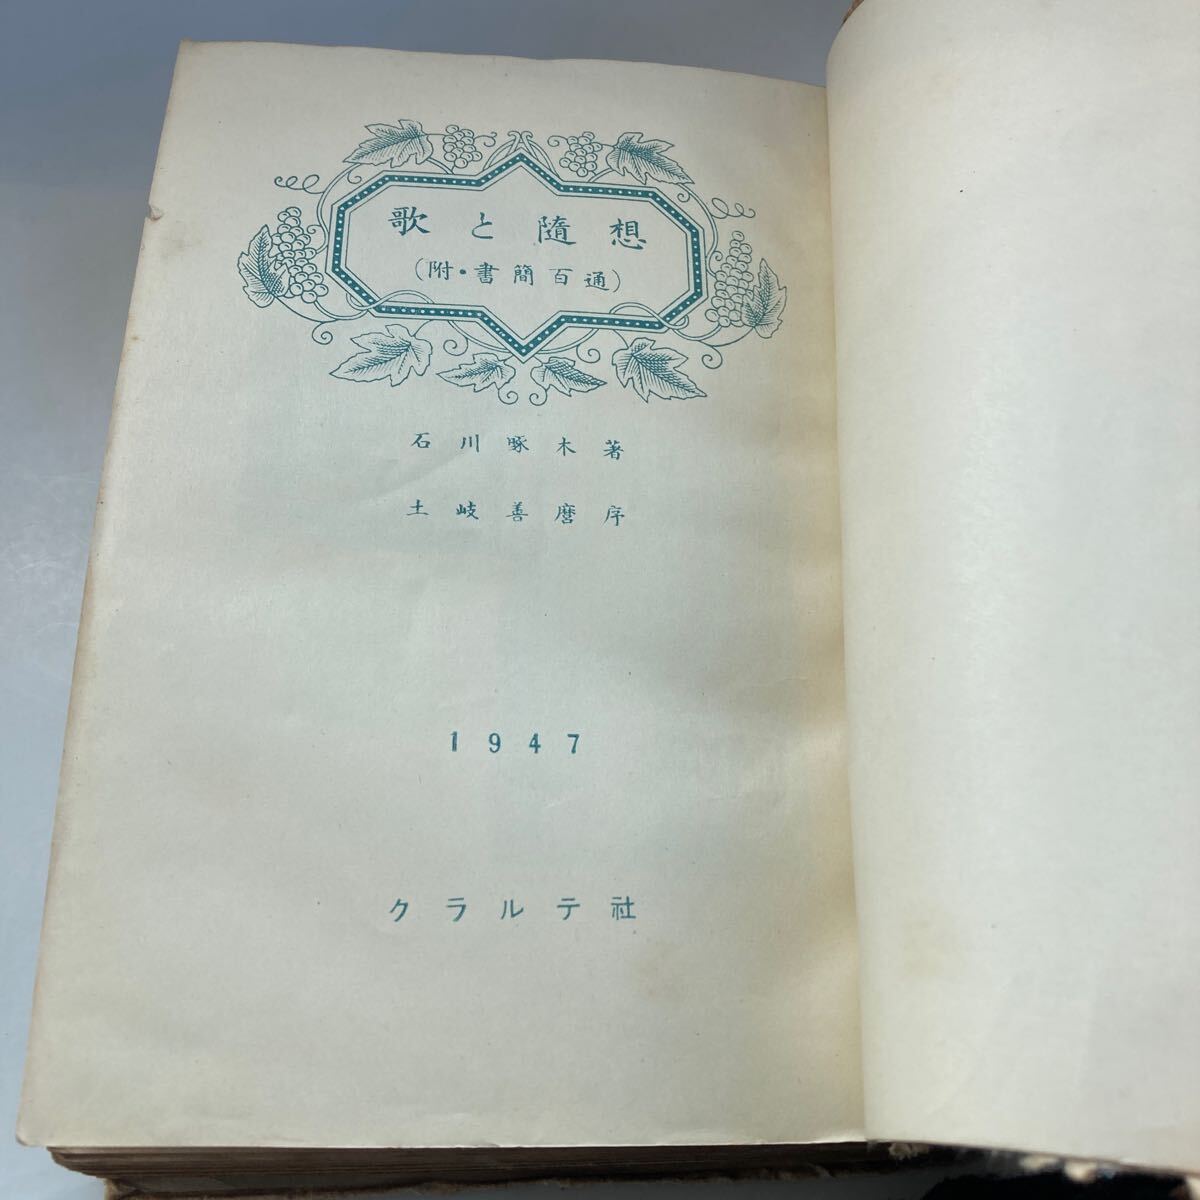 歌と隨想
(附・書簡百通)
石川啄木著
土岐善麿序
1947
クラルテ社